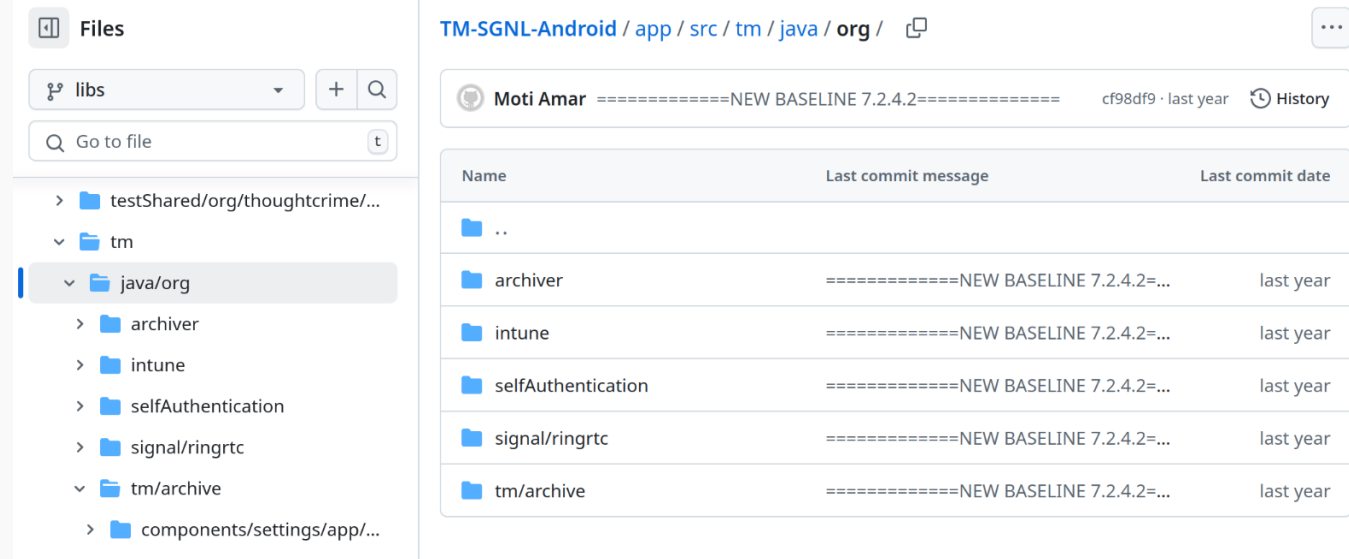 Files
libs
Go to file
t
testShared/org/thoughtcrime/...
tm
java/org
archiver
intune
selfAuthentication
signal/ringrtc
tm/archive
components/settings/app/...
TM-SGNL-Android / app / src / tm / java / org /
Moti Amar =============NEW BASELINE 7.2.4.2============== cf98df9 · last year History
Name Last commit message Last commit date
..
archiver =============NEW BASELINE 7.2.4.2=... last year
intune =============NEW BASELINE 7.2.4.2=... last year
selfAuthentication =============NEW BASELINE 7.2.4.2=... last year
signal/ringrtc =============NEW BASELINE 7.2.4.2=... last year
tm/archive =============NEW BASELINE 7.2.4.2=... last year